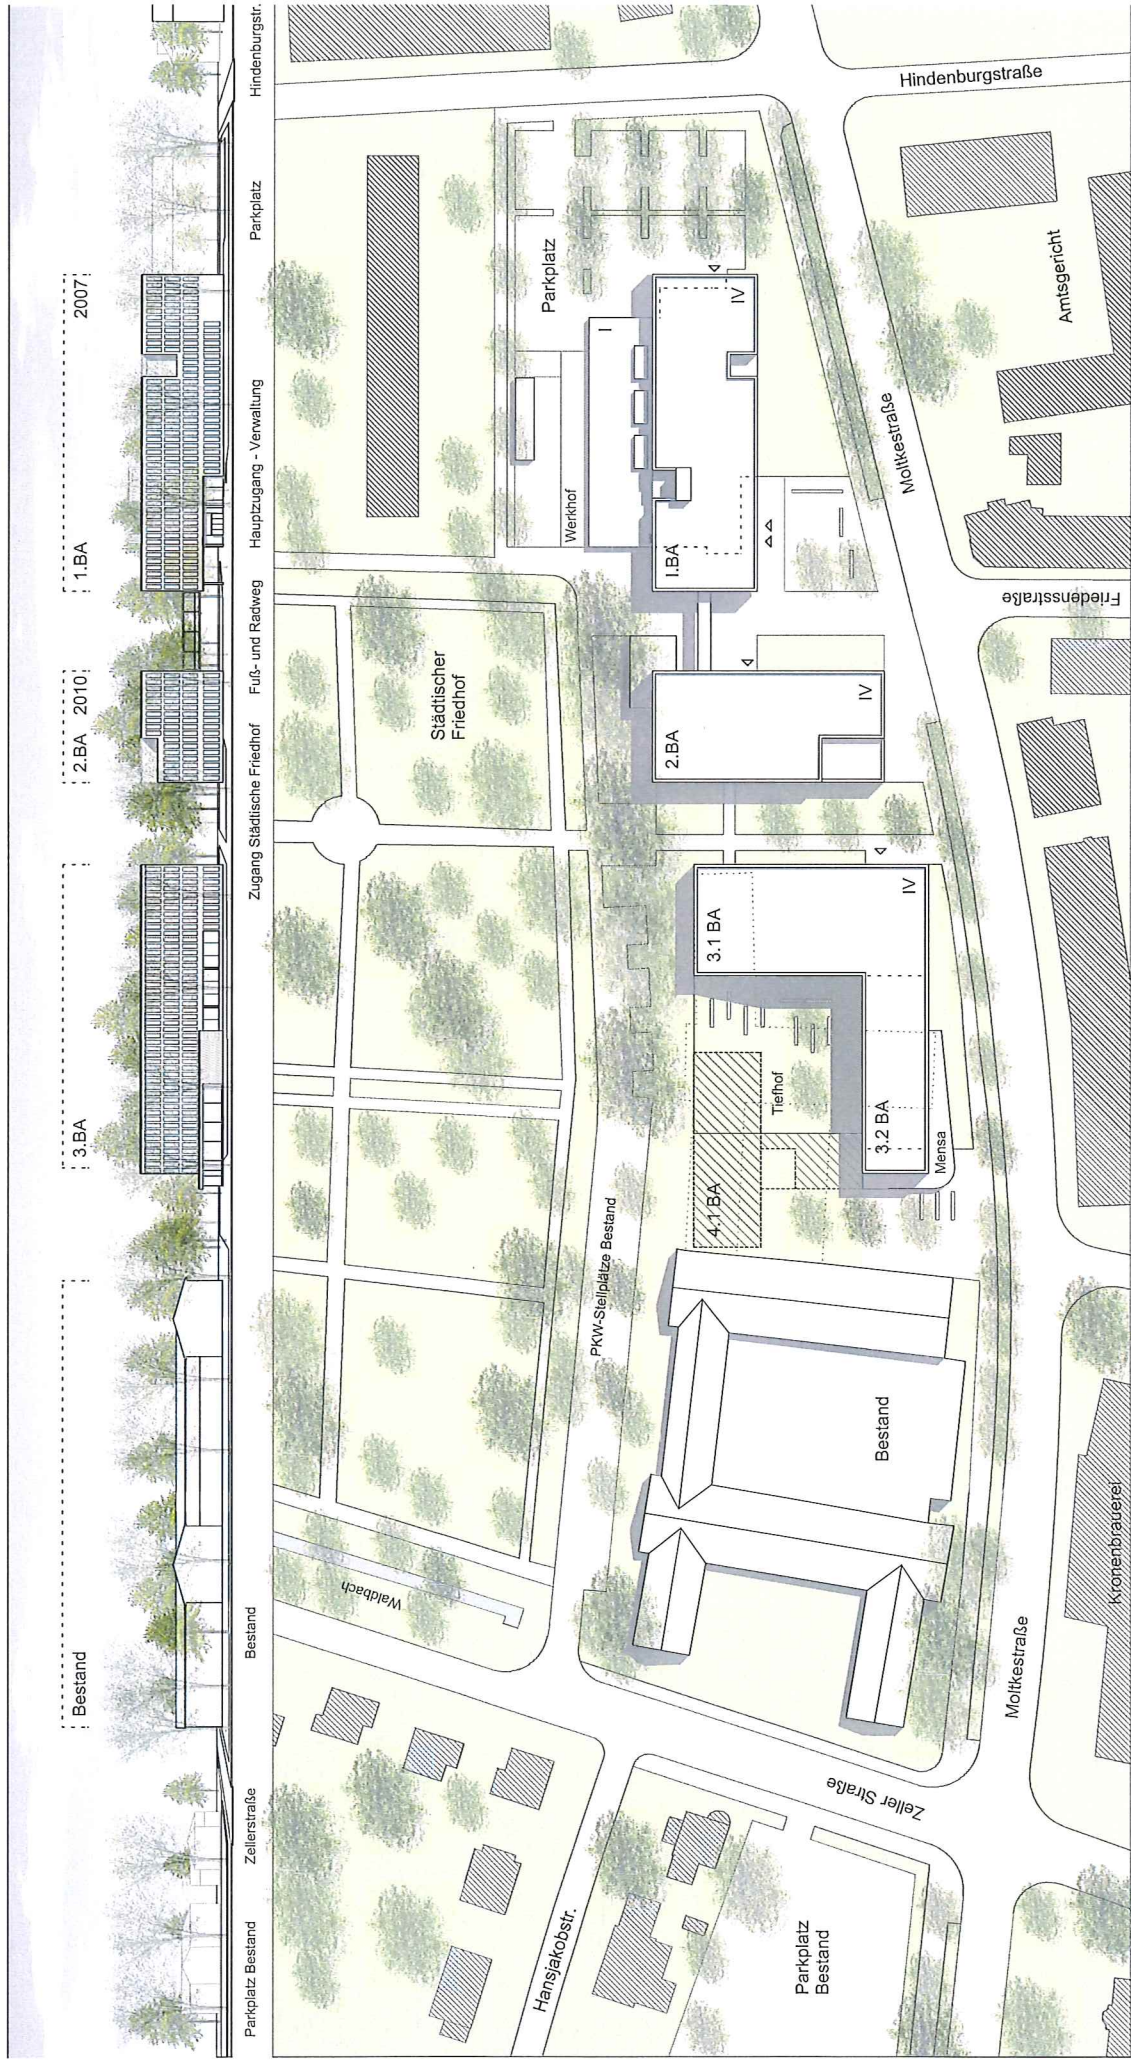 Bestand
3.BA
2.BA 2010
1.BA 2007
Parkplatz Bestand
Zellerstraße
Bestand
Zugang Städtische Friedhof
Fuß- und Radweg
Hauptzugang - Verwaltung
Parkplatz
Hindenburgstr.
Waldbach
Städtischer
Friedhof
Werkhof
Parkplatz
I
PKW-Stellplätze Bestand
Hansjakobstr.
4.1 BA
Tiefhof
3.1 BA
2.BA
I.BA
IV
IV
IV
3.2 BA
Mensa
Bestand
Parkplatz
Bestand
Zeller Straße
Moltkestraße
Moltkestraße
Hindenburgstraße
Friedensstraße
Amtsgericht
Kronenbrauerei